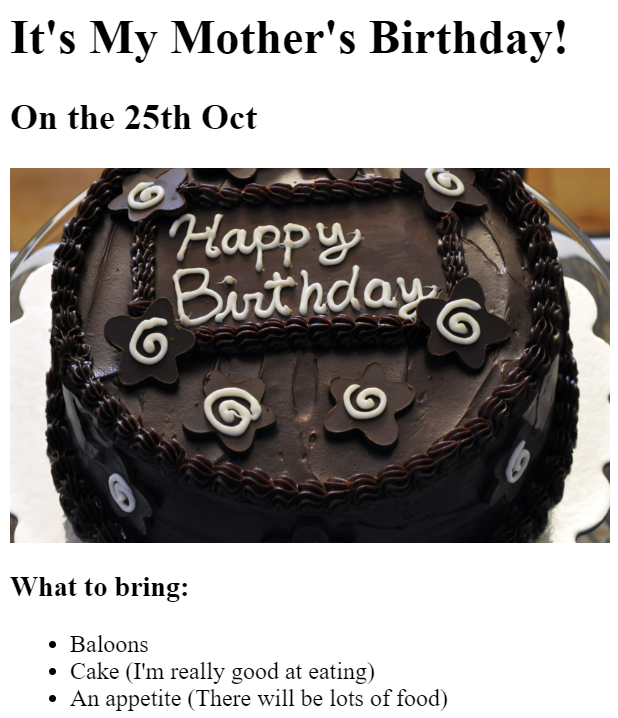 It's My Mother's Birthday!
On the 25th Oct
Happy
Birthday
What to bring:
Baloons
Cake (I'm really good at eating)
An appetite (There will be lots of food)